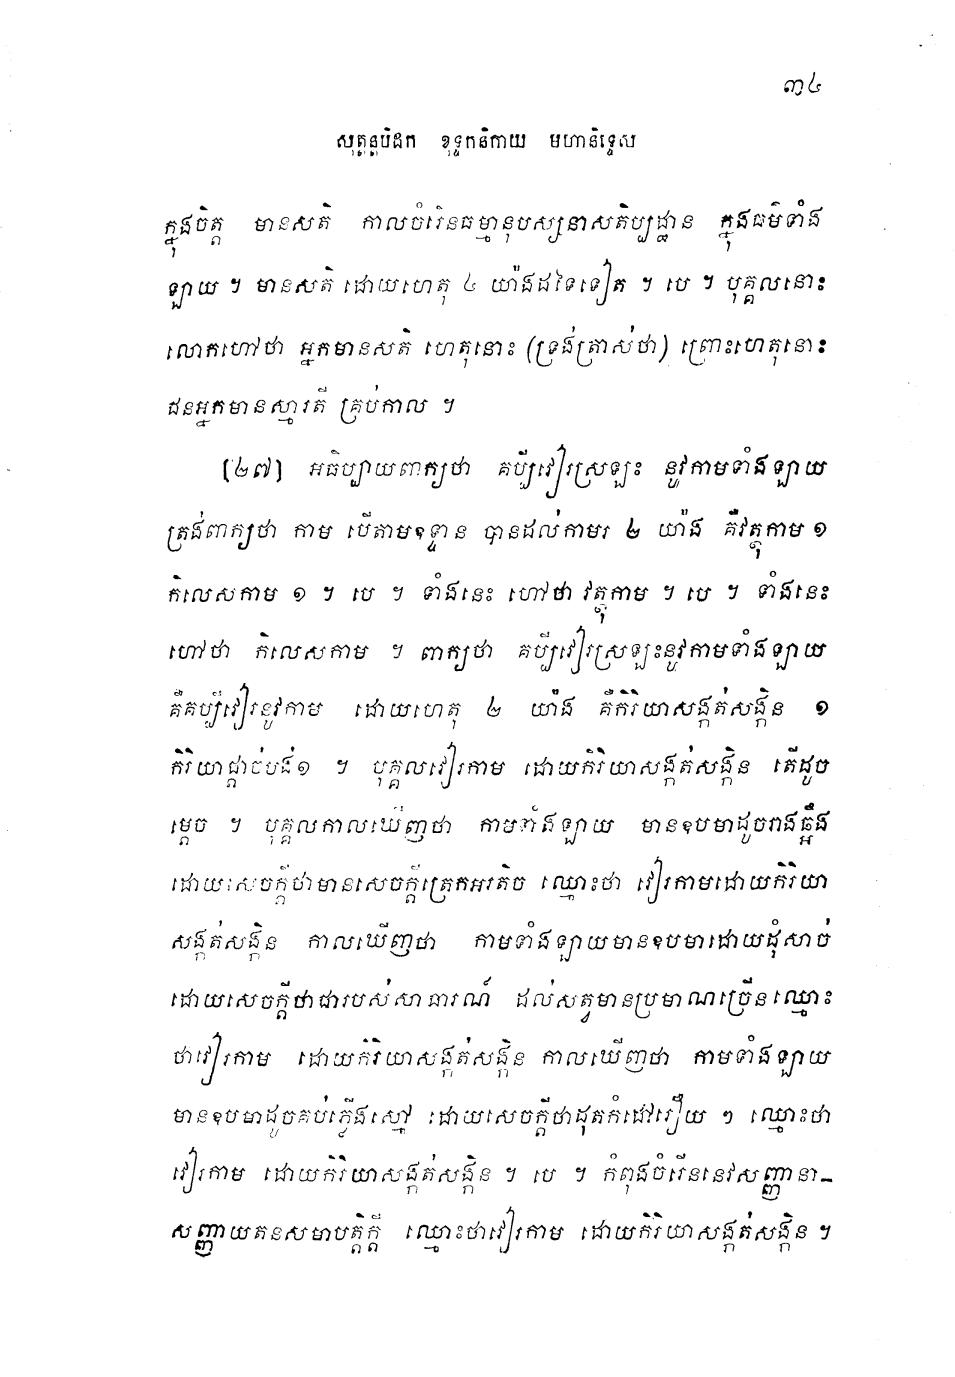 ៣៤
សុត្តន្តបិដក ខុទ្ទកនិកាយ មហានិទ្ទេស
ក្នុងចិត្ត មានសតិ កាលចំរើនធម្មានុបស្សនាសតិប្បដ្ឋាន ក្នុងធម៌ទាំង
ឡាយ ។ មានសតិ ដោយហេតុ ៤ យ៉ាងដទៃទៀត ។ បេ ។ បុគ្គលនោះ
លោកហៅថា អ្នកមានសតិ ហេតុនោះ (ទ្រង់ត្រាស់ថា) ព្រោះហេតុនោះ
ជនអ្នកមានស្មារតី គ្រប់កាល ។
[២៧] អធិប្បាយពាក្យថា គប្បីវៀរស្រឡះ នូវកាមទាំងឡាយ
ត្រង់ពាក្យថា កាម បើតាមឧទ្ទាន បានដល់កាមរ ២ យ៉ាង គឺវត្ថុកាម ១
កិលេសកាម ១ ។ បេ ។ ទាំងនេះ ហៅថា វត្ថុកាម ។ បេ ។ ទាំងនេះ
ហៅថា កិលេសកាម ។ ពាក្យថា គប្បីវៀរស្រឡះនូវកាមទាំងឡាយ
គឺគប្បីវៀរនូវកាម ដោយហេតុ ២ យ៉ាង គឺកិរិយាសង្កត់សង្កិន ១
កិរិយាផ្តាច់បង់១ ។ បុគ្គលវៀរកាម ដោយកិរិយាសង្កត់សង្កិន តើដូច
ម្តេច ។ បុគ្គលកាលឃើញថា កាមទាំងឡាយ មានឧបមាដូចរាងឆ្អឹង
ដោយសេចក្តីថាមានសេចក្តីត្រេកអរតិច ឈ្មោះថា វៀរកាមដោយកិរិយា
សង្កត់សង្កិន កាលឃើញថា កាមទាំងឡាយមានឧបមាដោយដុំសាច់
ដោយសេចក្តីថាជារបស់សាធារណ៍ ដល់សត្វមានប្រមាណច្រើនឈ្មោះ
ថាវៀរកាម ដោយកិរិយាសង្កត់សង្កិន កាលឃើញថា កាមទាំងឡាយ
មានឧបមាដូចគប់ភ្លើងស្មៅ ដោយសេចក្តីថាដុតកំដៅរឿយ ៗ ឈ្មោះថា
វៀរកាម ដោយកិរិយាសង្កត់សង្កិន ។ បេ ។ កំពុងចំរើននេវសញ្ញានា-
សញ្ញាយតនសមាបត្តិក្តី ឈ្មោះថាវៀរកាម ដោយកិរិយាសង្កត់សង្កិន ។